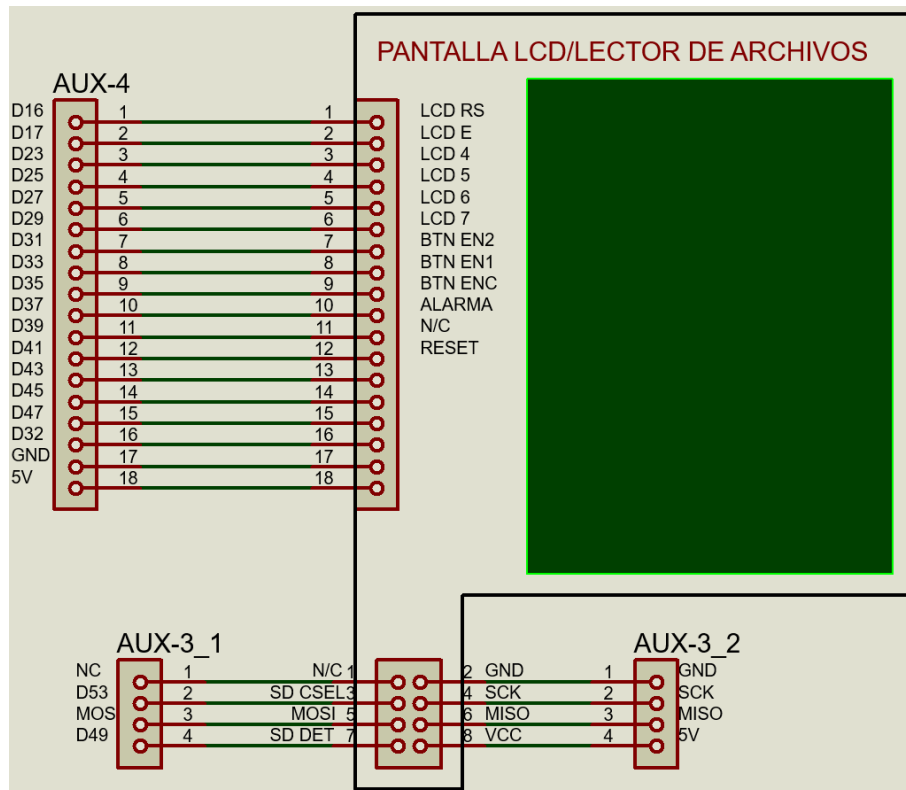 PANTALLA LCD/LECTOR DE ARCHIVOS
AUX-4
D16 1 1 LCD RS
D17 2 2 LCD E
D23 3 3 LCD 4
D25 4 4 LCD 5
D27 5 5 LCD 6
D29 6 6 LCD 7
D31 7 7 BTN EN2
D33 8 8 BTN EN1
D35 9 9 BTN ENC
D37 10 10 ALARMA
D39 11 11 N/C
D41 12 12 RESET
D43 13 13
D45 14 14
D47 15 15
D32 16 16
GND 17 17
5V 18 18
AUX-3_1 AUX-3_2
NC 1 N/C 1 2 GND 1 GND
D53 2 SD CSEL 3 4 SCK 2 SCK
MOS 3 MOSI 5 6 MISO 3 MISO
D49 4 SD DET 7 8 VCC 4 5V